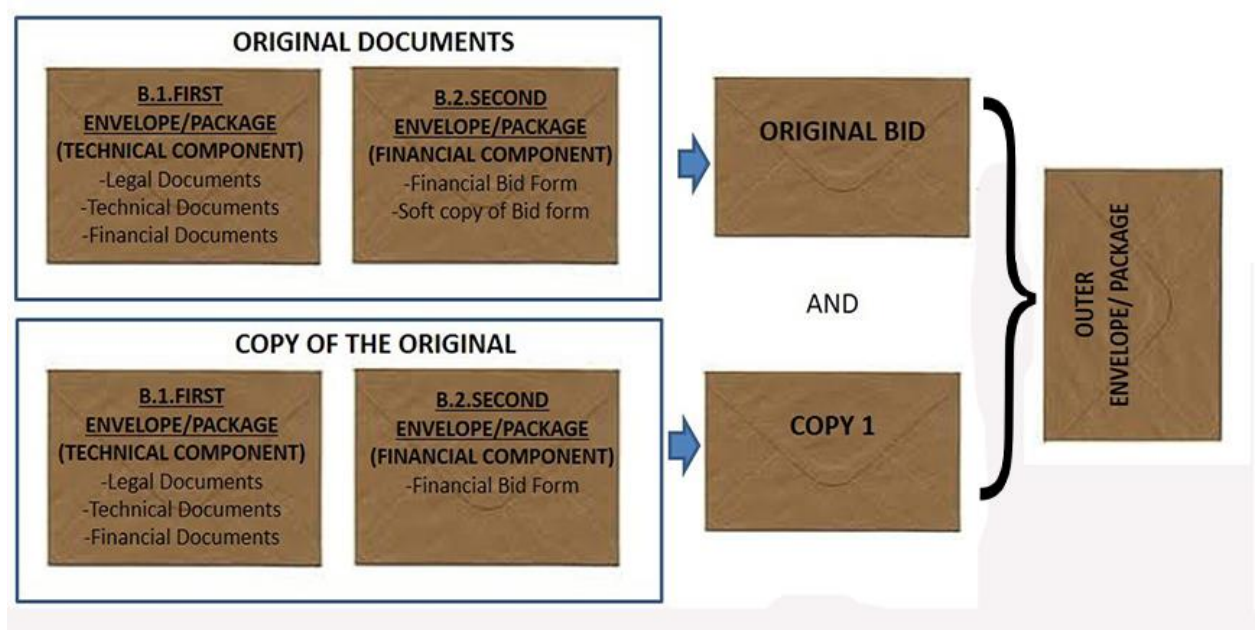 ORIGINAL DOCUMENTS
B.1.FIRST
ENVELOPE/PACKAGE
(TECHNICAL COMPONENT)
-Legal Documents
-Technical Documents
-Financial Documents
B.2.SECOND
ENVELOPE/PACKAGE
(FINANCIAL COMPONENT)
-Financial Bid Form
-Soft copy of Bid form
ORIGINAL BID
AND
COPY OF THE ORIGINAL
B.1.FIRST
ENVELOPE/PACKAGE
(TECHNICAL COMPONENT)
-Legal Documents
-Technical Documents
-Financial Documents
B.2.SECOND
ENVELOPE/PACKAGE
(FINANCIAL COMPONENT)
-Financial Bid Form
COPY 1
OUTER
ENVELOPE/ PACKAGE